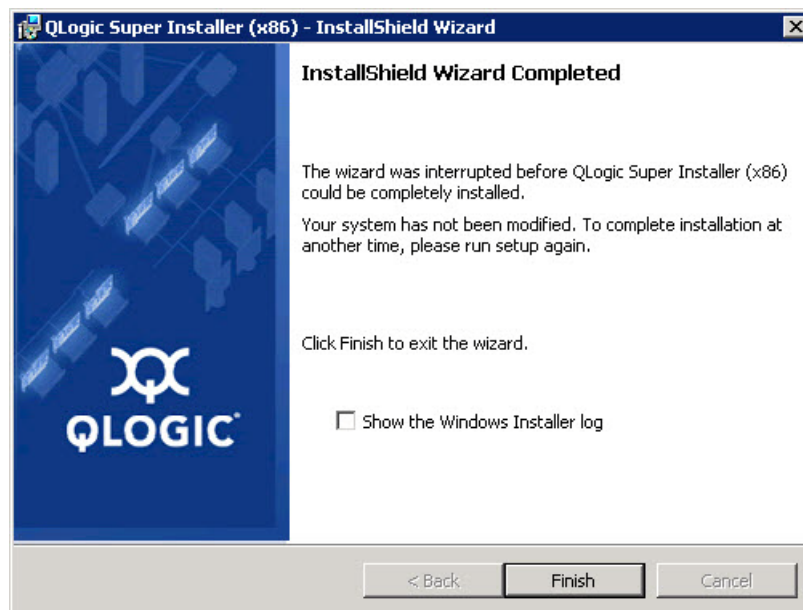 QLogic Super Installer (x86) - InstallShield Wizard
InstallShield Wizard Completed
The wizard was interrupted before QLogic Super Installer (x86)
could be completely installed.
Your system has not been modified. To complete installation at
another time, please run setup again.
Click Finish to exit the wizard.
QLOGIC
Show the Windows Installer log
< Back
Finish
Cancel